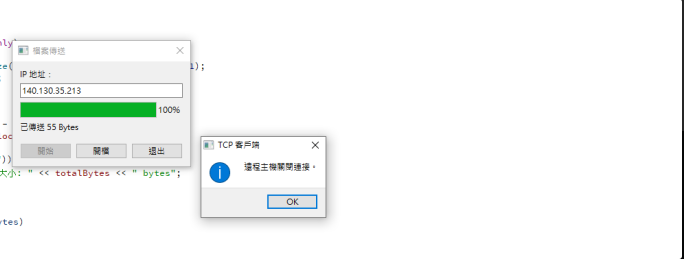 nly)
檔案傳送
ce(
1);
IP 地址：
140.130.35.213
100%
已傳送 55 Bytes
loc
開始
開檔
退出
"))
大小: " << totalBytes << " bytes";
ytes)
TCP 客戶端
遠程主機關閉連接。
OK